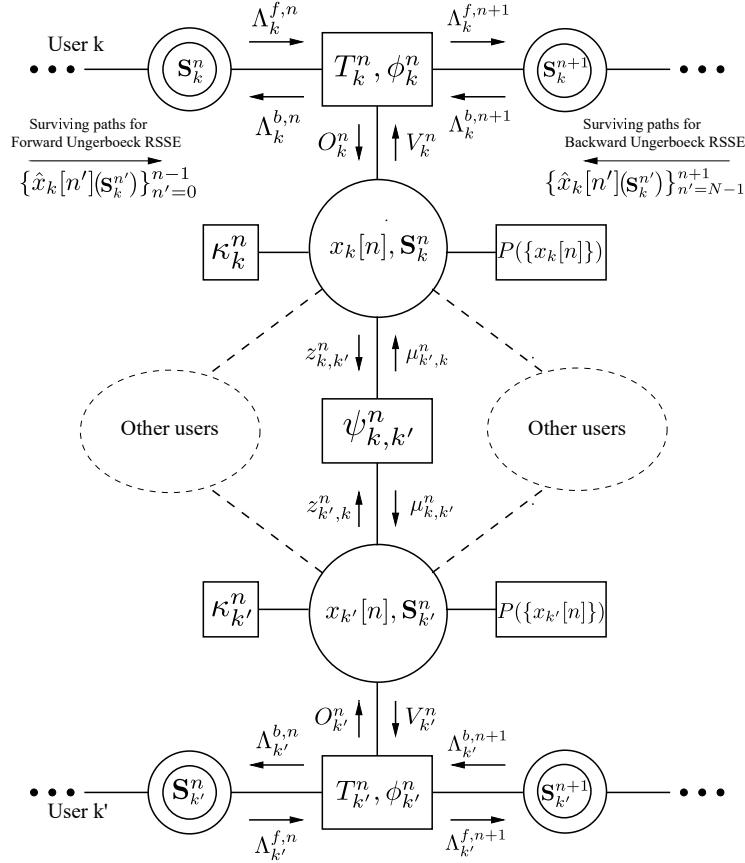 User k
Λ_k^{f,n}
Λ_k^{f,n+1}
S_k^n
T_k^n, ϕ_k^n
S_k^{n+1}
Λ_k^{b,n}
Λ_k^{b,n+1}
Surviving paths for
Forward Ungerboeck RSSE
{x̂_k[n′](S_k^{n′})}_{n′=0}^{n−1}
O_k^n
V_k^n
Surviving paths for
Backward Ungerboeck RSSE
{x̂_k[n′](S_k^{n′})}_{n′=N−1}^{n+1}
κ_k^n
x_k[n], S_k^n
P({x_k[n]})
z_{k,k′}^n
μ_{k′,k}^n
Other users
ψ_{k,k′}^n
Other users
z_{k′,k}^n
μ_{k,k′}^n
κ_{k′}^n
x_{k′}[n], S_{k′}^n
P({x_{k′}[n]})
O_{k′}^n
V_{k′}^n
Λ_{k′}^{b,n}
Λ_{k′}^{b,n+1}
S_{k′}^n
T_{k′}^n, ϕ_{k′}^n
S_{k′}^{n+1}
User k'
Λ_{k′}^{f,n}
Λ_{k′}^{f,n+1}